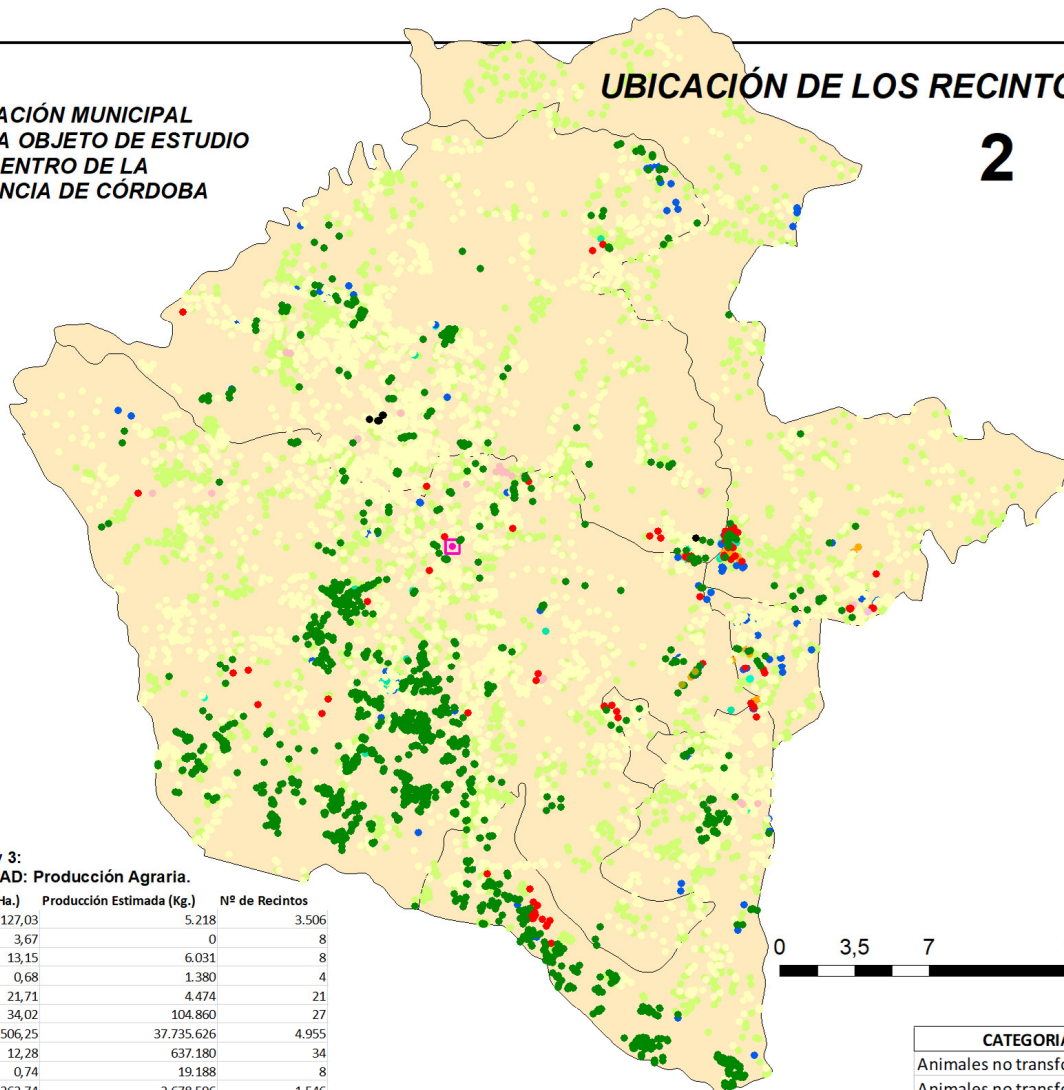 UBICACIÓN DE LOS RECINTO
2
ACIÓN MUNICIPAL
A OBJETO DE ESTUDIO
ENTRO DE LA
NCIA DE CÓRDOBA
3:
AD: Producción Agraria.
Ha.) Producción Estimada (Kg.) Nº de Recintos
127,03 5.218 3.506
3,67 0 8
13,15 6.031 8
0,68 1.380 4
21,71 4.474 21
34,02 104.860 27
506,25 37.735.626 4.955
12,28 637.180 34
0,74 19.188 8
0 3,5 7
CATEGORIA
Animales no transfo